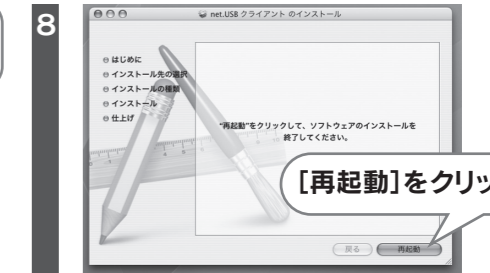 8
net.USB クライアント のインストール
はじめに
インストール先の選択
インストールの種類
インストール
仕上げ
"再起動"をクリックして、ソフトウェアのインストールを
終了してください。
[再起動]をクリッ
戻る
再起動